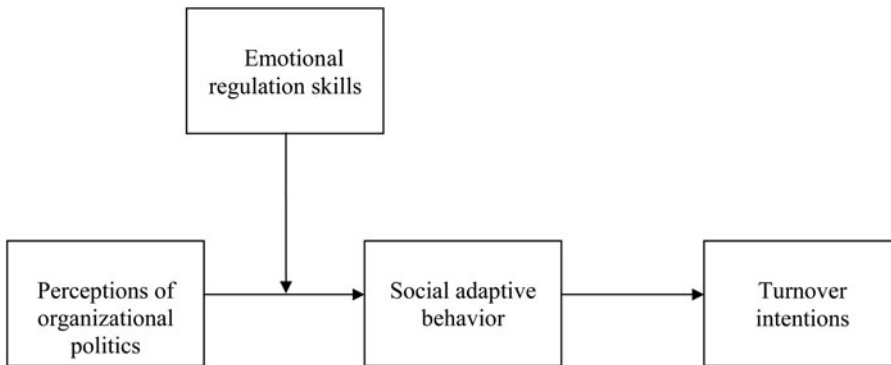 Emotional
regulation skills
Perceptions of
organizational
politics
Social adaptive
behavior
Turnover
intentions